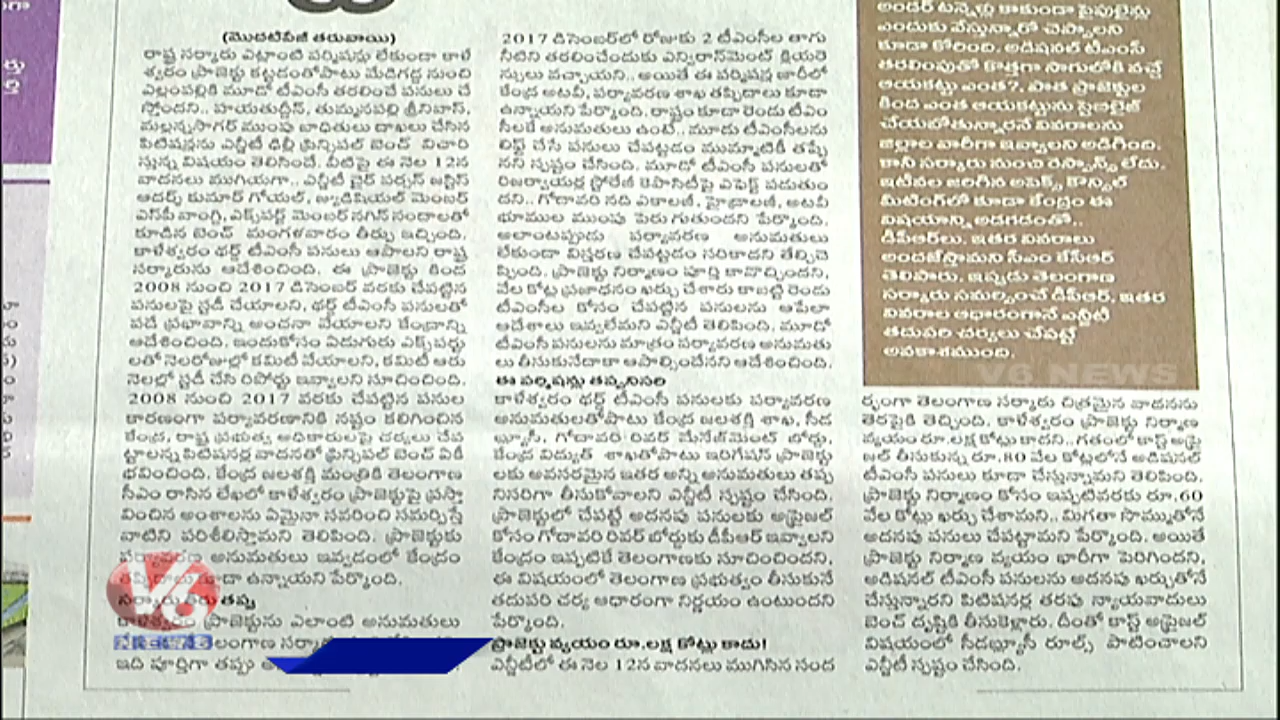 (మొదటిపేజీ తరువాయి)
రాష్ట్ర సర్కారు ఎట్లాంటి పర్మిషన్లు లేకుండా కాళే
శ్వరం ప్రాజెక్టు కట్టడంతోపాటు మేడిగడ్డ నుంచి
ఎల్లంపల్లికి మూడో టీఎంసీ తరలించే పనులు చే
స్తోందని.. హయతుద్దీన్, తుమ్మనపల్లి శ్రీనివాస్,
మల్లన్నసాగర్ ముంపు బాధితులు దాఖలు చేసిన
పిటిషన్లను ఎన్జీటీ ఢిల్లీ ప్రిన్సిపల్ బెంచ్ విచారి
స్తున్న విషయం తెలిసిందే. వీటిపై ఈ నెల 12న
వాదనలు ముగియగా.. ఎన్జీటీ చైర్ పర్సన్ జస్టిస్
ఆదర్శ్ కుమార్ గోయల్, జ్యుడిషియల్ మెంబర్
ఎస్​పీ వాంగ్డి, ఎక్స్​పర్ట్ మెంబర్ నగిన్ నందాలతో
కూడిన బెంచ్ మంగళవారం తీర్పు ఇచ్చింది.
కాళేశ్వరం థర్డ్ టీఎంసీ పనులు ఆపాలని రాష్ట్ర
సర్కారును ఆదేశించింది. ఈ ప్రాజెక్టు కింద
2008 నుంచి 2017 డిసెంబర్ వరకు చేపట్టిన
పనులపై స్టడీ చేయాలని, థర్డ్ టీఎంసీ పనులతో
పడే ప్రభావాన్ని అంచనా వేయాలని కేంద్రాన్ని
ఆదేశించింది. ఇందుకోసం ఏడుగురు ఎక్స్​పర్టు
లతో నెలరోజుల్లో కమిటీ వేయాలని, కమిటీ ఆరు
నెలల్లో స్టడీ చేసి రిపోర్టు ఇవ్వాలని సూచించింది.
2008 నుంచి 2017 వరకు చేపట్టిన పనుల
కారణంగా పర్యావరణానికి నష్టం కలిగించిన
కేంద్ర, రాష్ట్ర ప్రభుత్వ అధికారులపై చర్యలు చేప
ట్టాలన్న పిటిషనర్ల వాదనతో ప్రిన్సిపల్ బెంచ్ ఏకీ
భవించింది. కేంద్ర జలశక్తి మంత్రికి తెలంగాణ
సీఎం రాసిన లేఖలో కాళేశ్వరం ప్రాజెక్టుపై ప్రస్తా
వించిన అంశాలను ఏమైనా సవరించి సమర్పిస్తే
వాటిని పరిశీలిస్తామని తెలిపింది. ప్రాజెక్టుకు
పర్యావరణ అనుమతులు ఇవ్వడంలో కేంద్రం
తప్పిదాలు కూడా ఉన్నాయని పేర్కొంది.
సర్కారు తీరు తప్పు
కాళేశ్వరం ప్రాజెక్టును ఎలాంటి అనుమతులు
తెలంగాణ
ఇది పూర్తిగా తప్పు
2017 డిసెంబర్​లో రోజుకు 2 టీఎంసీల తాగు
నీటిని తరలించేందుకు ఎన్విరాన్​మెంట్ క్లియరె
న్సులు వచ్చాయని.. అయితే ఈ పర్మిషన్ల జారీలో
కేంద్ర అటవీ, పర్యావరణ శాఖ తప్పిదాలు కూడా
ఉన్నాయని పేర్కొంది. రాష్ట్రం కూడా రెండు టీఎం
సీలకే అనుమతులు ఉంటే.. మూడు టీఎంసీలను
లిఫ్ట్ చేసే పనులు చేపట్టడం ముమ్మాటికీ తప్పే
నని స్పష్టం చేసింది. మూడో టీఎంసీ పనులతో
రిజర్వాయర్ల స్టోరేజీ కెపాసిటీపై ఎఫెక్ట్ పడుతుం
దని.. గోదావరి నది ఎకాలజీ, హైడ్రాలజీ, అటవీ
భూముల ముంపు పెరుగుతుందని పేర్కొంది.
అలాంటప్పుడు పర్యావరణ అనుమతులు
లేకుండా విస్తరణ చేపట్టడం సరికాదని తేల్చిచె
ప్పింది. ప్రాజెక్టు నిర్మాణం పూర్తి కావొచ్చిందని,
వేల కోట్ల ప్రజాధనం ఖర్చు చేశారు కాబట్టి రెండు
టీఎంసీల కోసం చేపట్టిన పనులను ఆపేలా
ఆదేశాలు ఇవ్వలేమని ఎన్జీటీ తెలిపింది. మూడో
టీఎంసీ పనులను మాత్రం పర్యావరణ అనుమతు
లు తీసుకునేదాకా ఆపాల్సిందేనని ఆదేశించింది.
ఈ పర్మిషన్లు తప్పనిసరి
కాళేశ్వరం థర్డ్ టీఎంసీ పనులకు పర్యావరణ
అనుమతులతోపాటు కేంద్ర జలశక్తి శాఖ, సీడ
బ్ల్యూసీ, గోదావరి రివర్ మేనేజ్​మెంట్ బోర్డు,
కేంద్ర విద్యుత్ శాఖతోపాటు ఇరిగేషన్ ప్రాజెక్టు
లకు అవసరమైన ఇతర అన్ని అనుమతులు తప్ప
నిసరిగా తీసుకోవాలని ఎన్జీటీ స్పష్టం చేసింది.
ప్రాజెక్టులో చేపట్టే అదనపు పనులకు అప్రైజల్
కోసం గోదావరి రివర్ బోర్డుకు డీపీఆర్ ఇవ్వాలని
కేంద్రం ఇప్పటికే తెలంగాణకు సూచించిందని,
ఈ విషయంలో తెలంగాణ ప్రభుత్వం తీసుకునే
తదుపరి చర్య ఆధారంగా నిర్ణయం ఉంటుందని
పేర్కొంది.
ప్రాజెక్టు వ్యయం రూ.లక్ష కోట్లు కాదు!
ఎన్జీటీలో ఈ నెల 12న వాదనలు ముగిసిన సంద
అండర్ టన్నెల్లు కాకుండా పైపులైన్లు
ఎందుకు వేస్తున్నారో చెప్పాలని
కూడా కోరింది. అడిషనల్ టీఎంసీ
తరలింపుతో కొత్తగా సాగులోకి వచ్చే
ఆయకట్టు ఎంత?, పాత ప్రాజెక్టుల
కింద ఎంత ఆయకట్టును స్టెబిలైజ్
చేయబోతున్నారనే వివరాలను
జిల్లాల వారీగా ఇవ్వాలని అడిగింది.
కానీ సర్కారు నుంచి రెస్పాన్స్ లేదు.
ఇటీవల జరిగిన అపెక్స్ కౌన్సిల్
మీటింగ్​లో కూడా కేంద్రం ఈ
విషయాన్ని అడగడంతో..
డీపీఆర్​లు, ఇతర వివరాలు
అందజేస్తామని సీఎం కేసీఆర్
తెలిపారు. ఇప్పుడు తెలంగాణ
సర్కారు సమర్పించే డీపీఆర్, ఇతర
వివరాల ఆధారంగానే ఎన్జీటీ
తదుపరి చర్యలు చేపట్టే
అవకాశముంది.
V6 NEWS
ర్భంగా తెలంగాణ సర్కారు చిత్రమైన వాదనను
తెరపైకి తెచ్చింది. కాళేశ్వరం ప్రాజెక్టు నిర్మాణ
వ్యయం రూ.లక్ష కోట్లు కాదని.. గతంలో కాస్ట్ అప్రై
జల్ తీసుకున్న రూ.80 వేల కోట్లలోనే అడిషనల్
టీఎంసీ పనులు కూడా చేస్తున్నామని తెలిపింది.
ప్రాజెక్టు నిర్మాణం కోసం ఇప్పటివరకు రూ.60
వేల కోట్లు ఖర్చు చేశామని.. మిగతా సొమ్ముతోనే
అదనపు పనులు చేపట్టామని పేర్కొంది. అయితే
ప్రాజెక్టు నిర్మాణ వ్యయం భారీగా పెరిగిందని,
అడిషనల్ టీఎంసీ పనులను అదనపు ఖర్చుతోనే
చేస్తున్నారని పిటిషనర్ల తరఫు న్యాయవాదులు
బెంచ్ దృష్టికి తీసుకెళ్లారు. దీంతో కాస్ట్ అప్రైజల్
విషయంలో సీడబ్ల్యూసీ రూల్స్ పాటించాలని
ఎన్జీటీ స్పష్టం చేసింది.
V6
NEWS